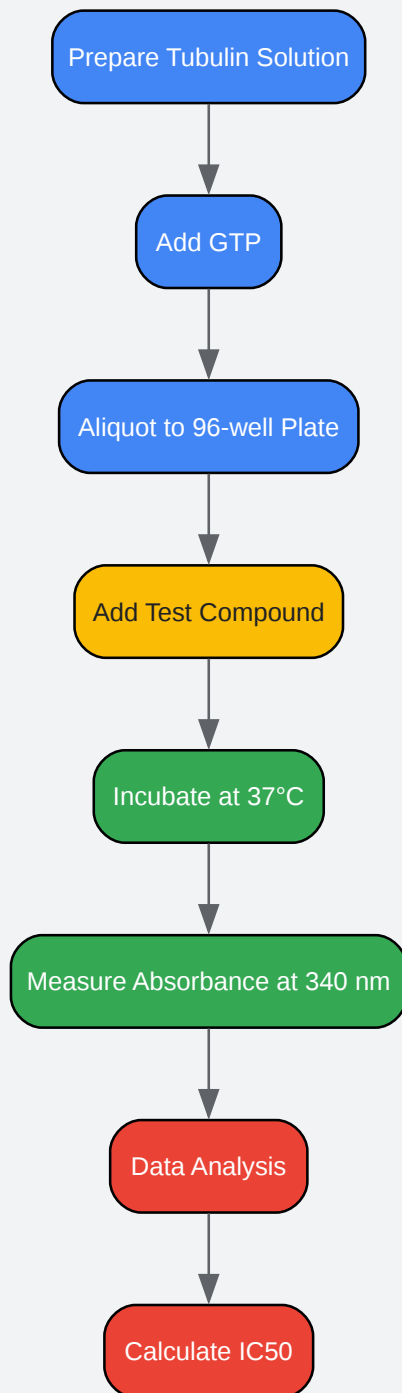 Prepare Tubulin Solution
Add GTP
Aliquot to 96-well Plate
Add Test Compound
Incubate at 37°C
Measure Absorbance at 340 nm
Data Analysis
Calculate IC50